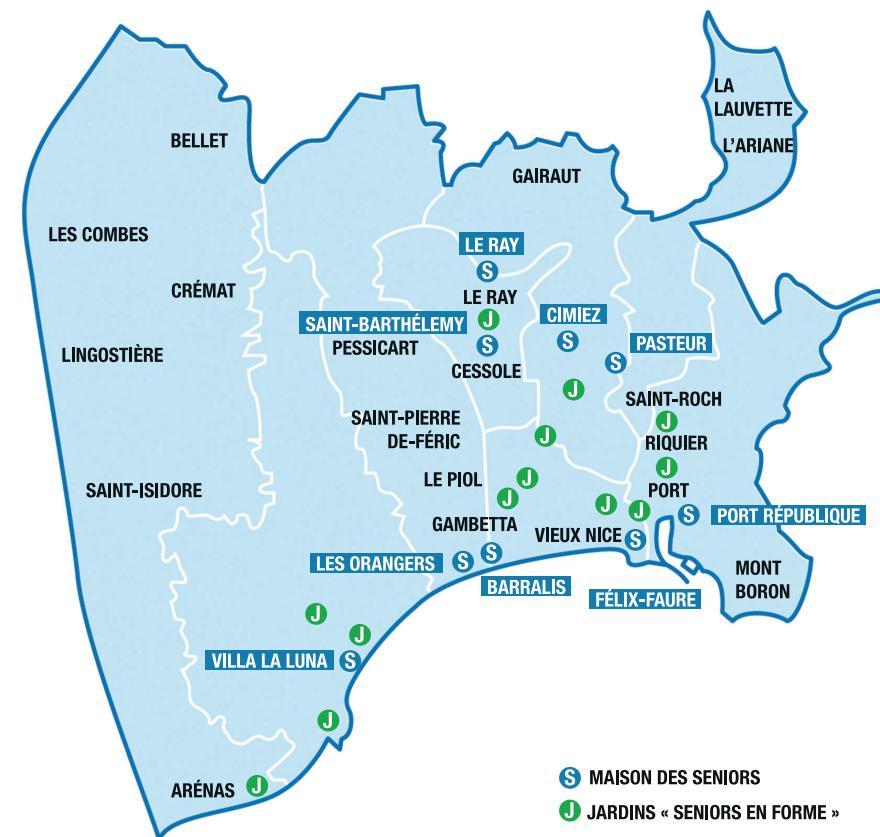 LA
LAUVETTE
L'ARIANE
BELLET
GAIRAUT
LES COMBES
LE RAY
S
CRÉMAT
LE RAY
J
SAINT-BARTHÉLEMY
CIMIEZ
S
S
PASTEUR
S
LINGOSTIÈRE
PESSICART
CESSOLE
J
SAINT-ROCH
J
SAINT-PIERRE
DE-FÉRIC
J
RIQUIER
J
LE PIOL
J
SAINT-ISIDORE
J
PORT
J
J
S
PORT RÉPUBLIQUE
GAMBETTA
VIEUX NICE
S
LES ORANGERS
S
S
BARRALIS
MONT
BORON
FÉLIX-FAURE
J
J
VILLA LA LUNA
S
J
ARÉNAS
J
S MAISON DES SENIORS
J JARDINS « SENIORS EN FORME »